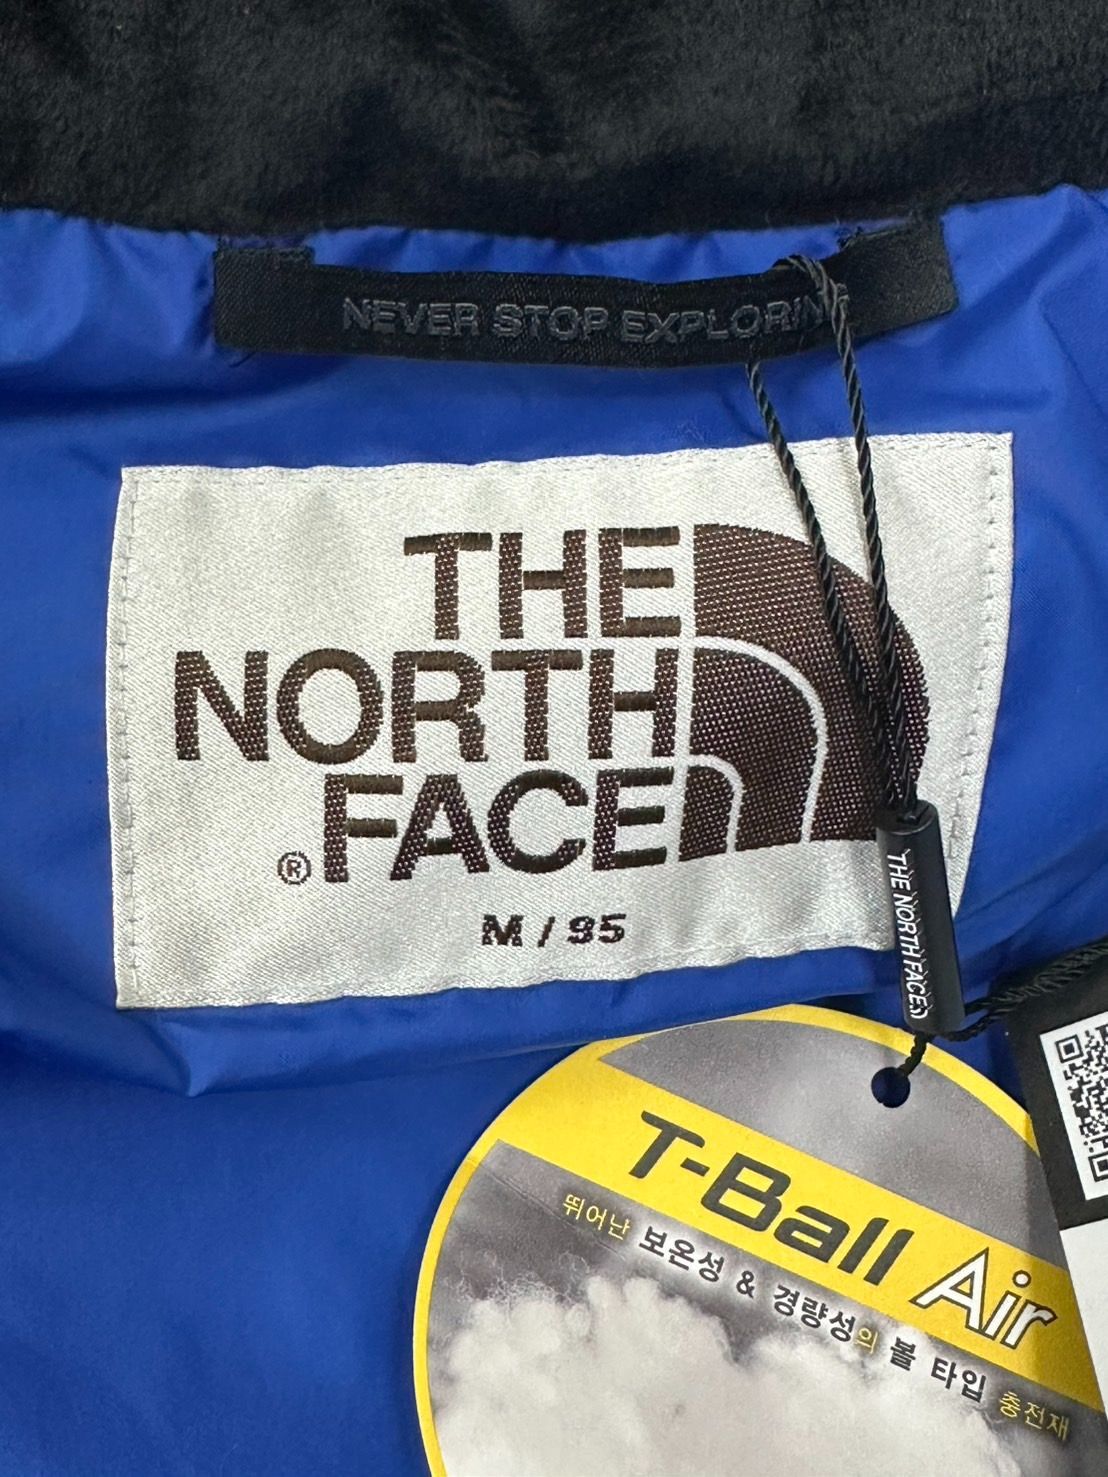 NEVER STOP EXPLORING
THE
NORTH
FACE
®
M / 95
THE NORTH FACE
T-Ball Air
뛰어난 보온성 & 경량성의 볼 타입 충전재